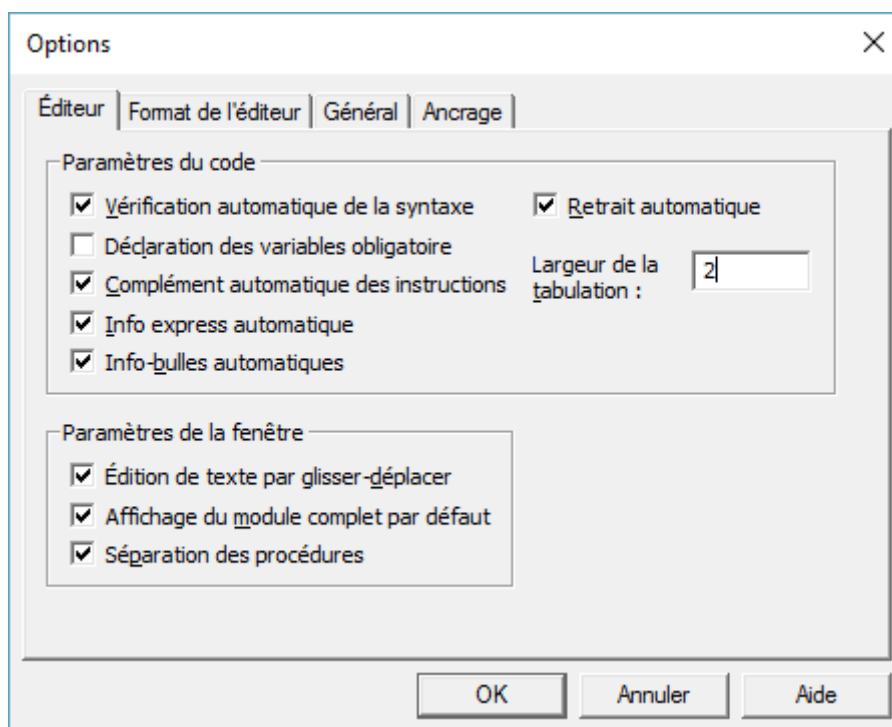 Options
Éditeur Format de l'éditeur Général Ancrage
Paramètres du code
Vérification automatique de la syntaxe
Déclaration des variables obligatoire
Complément automatique des instructions
Info express automatique
Info-bulles automatiques
Retrait automatique
Largeur de la
tabulation :
2
Paramètres de la fenêtre
Édition de texte par glisser-déplacer
Affichage du module complet par défaut
Séparation des procédures
OK Annuler Aide